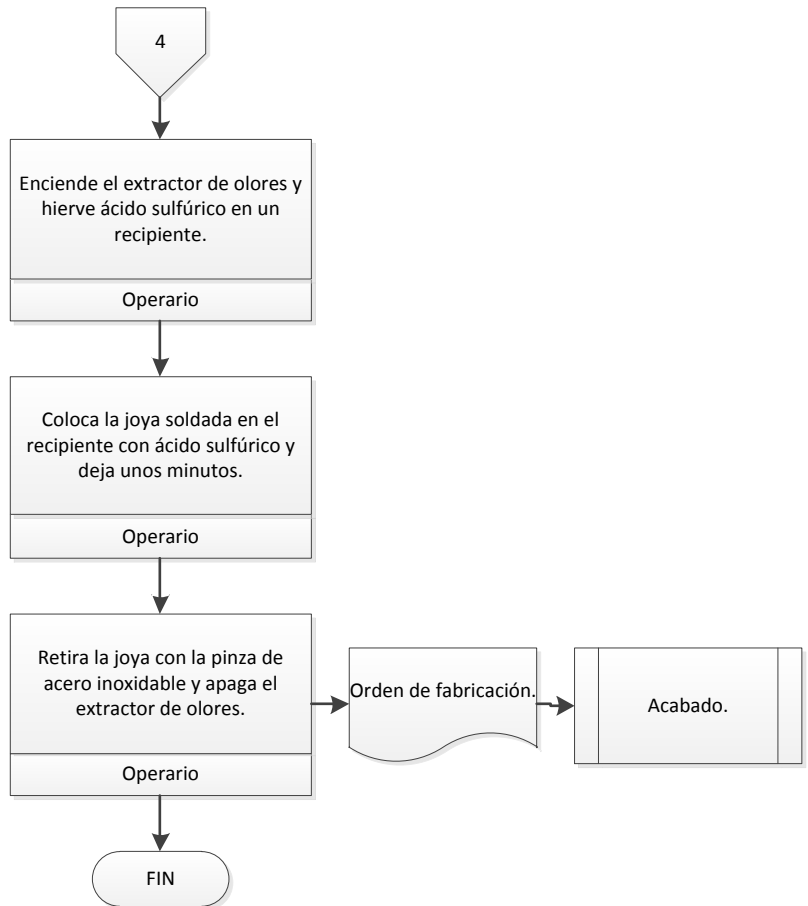 4
Enciende el extractor de olores y
hierve ácido sulfúrico en un
recipiente.
Operario
Coloca la joya soldada en el
recipiente con ácido sulfúrico y
deja unos minutos.
Operario
Retira la joya con la pinza de
acero inoxidable y apaga el
extractor de olores.
Operario
Orden de fabricación.
Acabado.
FIN